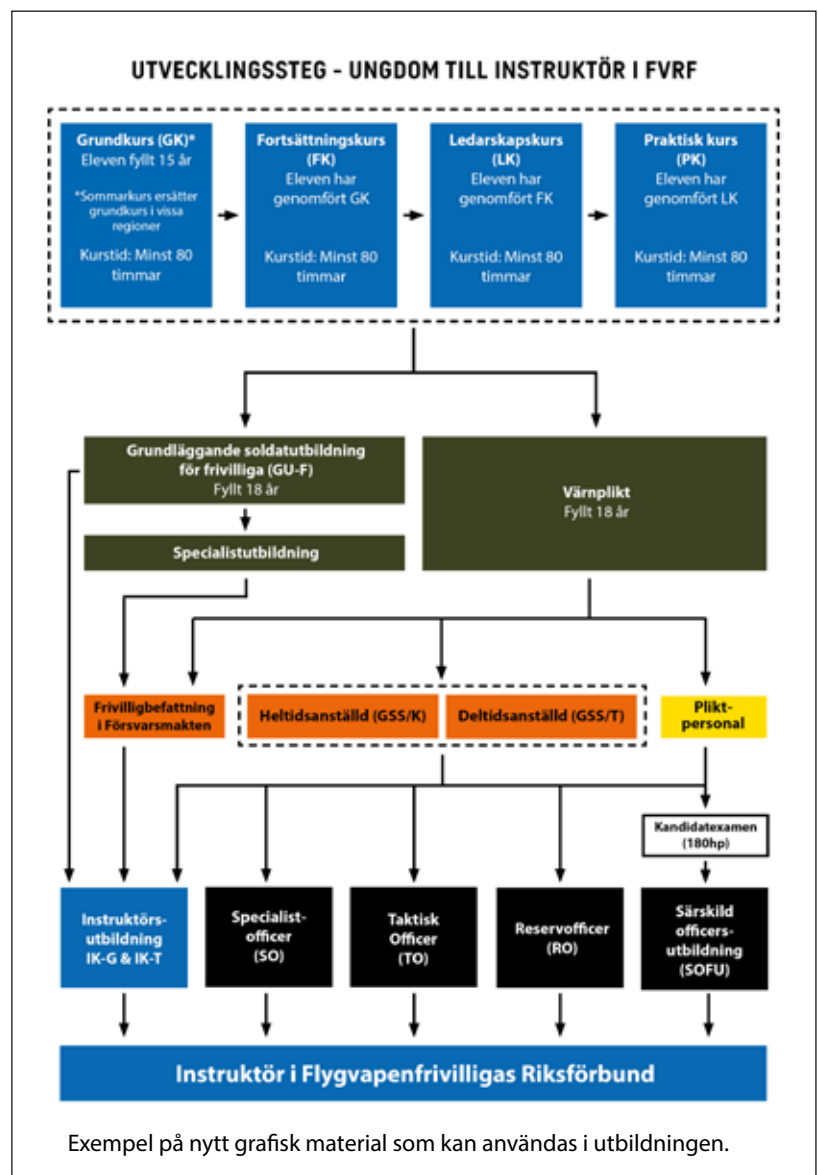 UTVECKLINGSSTEG - UNGDOM TILL INSTRUKTÖR I FVRF
Grundkurs (GK)*
Eleven fyllt 15 år
*Sommarkurs ersätter
grundkurs i vissa
regioner
Kurstid: Minst 80
timmar
Fortsättningskurs
(FK)
Eleven har
genomfört GK
Kurstid: Minst 80
timmar
Ledarskapskurs
(LK)
Eleven har
genomfört FK
Kurstid: Minst 80
timmar
Praktisk kurs
(PK)
Eleven har
genomfört LK
Kurstid: Minst 80
timmar
Grundläggande soldatutbildning
för frivilliga (GU-F)
Fyllt 18 år
Specialistutbildning
Värnplikt
Fyllt 18 år
Frivilligbefattning
i Försvarsmakten
Heltidsanställd (GSS/K)
Deltidsanställd (GSS/T)
Plikt-
personal
Kandidatexamen
(180hp)
Instruktörs-
utbildning
IK-G & IK-T
Specialist-
officer
(SO)
Taktisk
Officer
(TO)
Reservofficer
(RO)
Särskild
officers-
utbildning
(SOFU)
Instruktör i Flygvapenfrivilligas Riksförbund
Exempel på nytt grafisk material som kan användas i utbildningen.